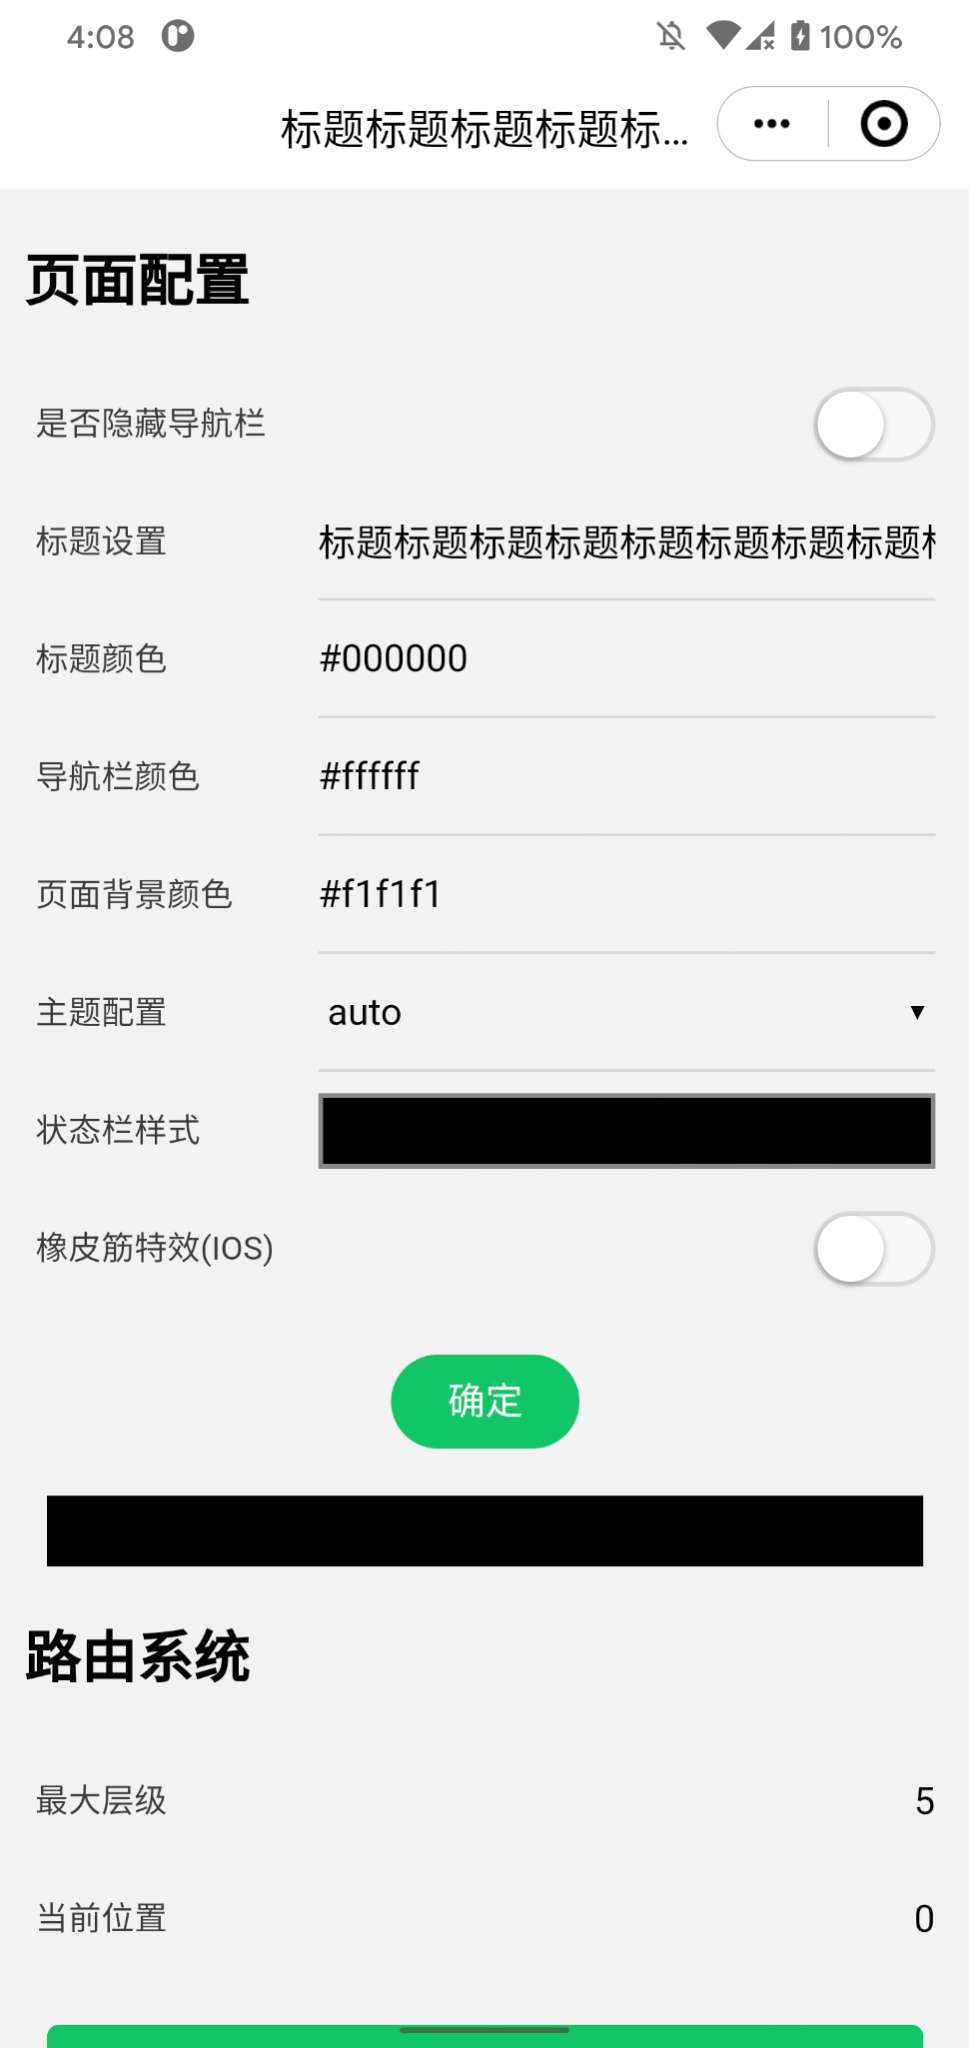 4:08
100%
标题标题标题标题标...
页面配置
是否隐藏导航栏
标题设置 标题标题标题标题标题标题标题标题
标题颜色 #000000
导航栏颜色 #ffffff
页面背景颜色 #f1f1f1
主题配置 auto
状态栏样式
橡皮筋特效(IOS)
确定
路由系统
最大层级 5
当前位置 0